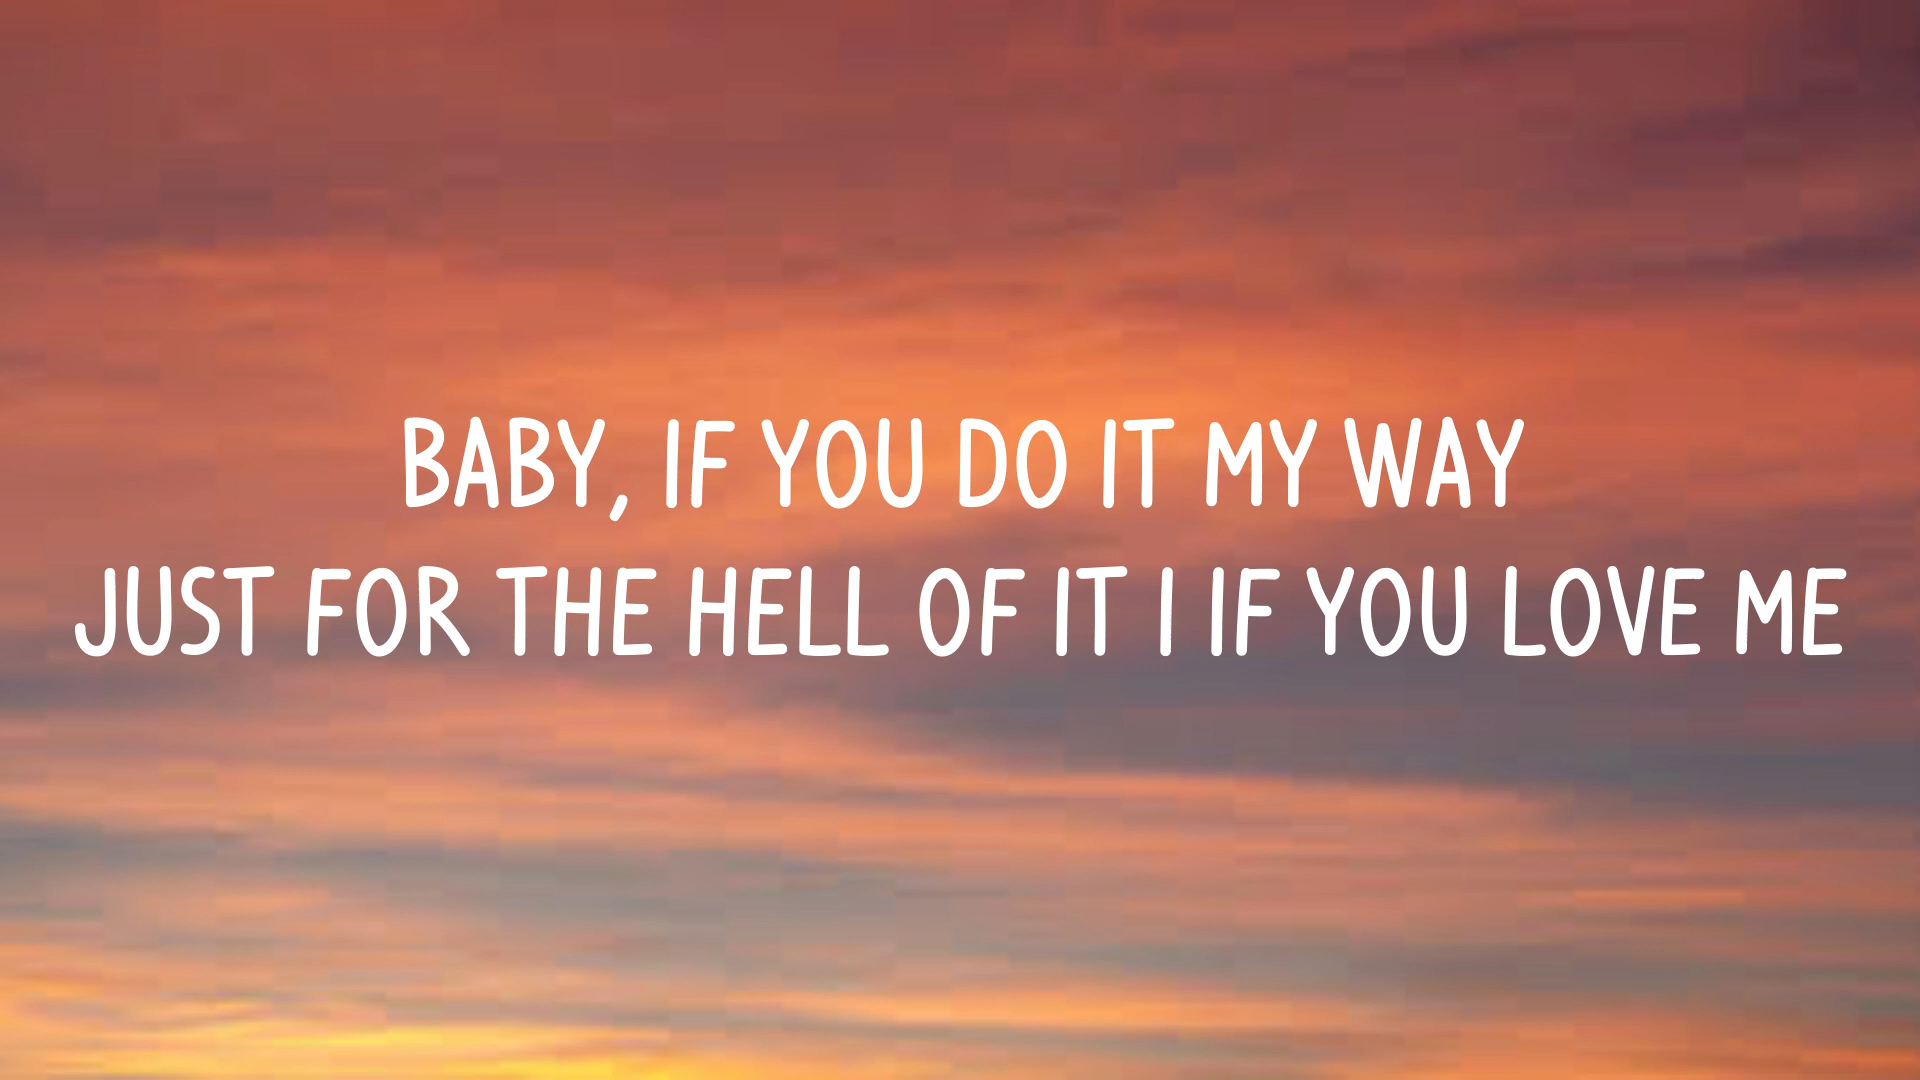 BABY, IF YOU DO IT MY WAY
JUST FOR THE HELL OF IT I IF YOU LOVE ME